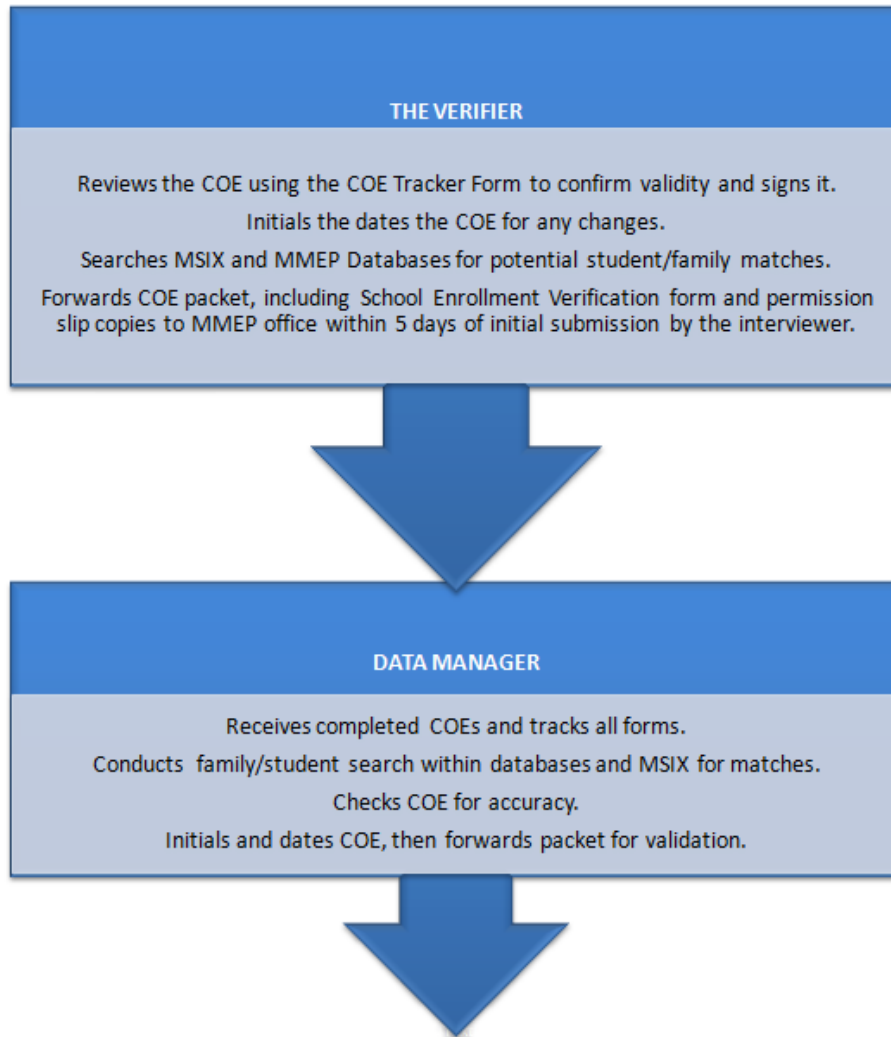 THE VERIFIER
Reviews the COE using the COE Tracker Form to confirm validity and signs it.
Initials the dates the COE for any changes.
Searches MSIX and MMEP Databases for potential student/family matches.
Forwards COE packet, including School Enrollment Verification form and permission
slip copies to MMEP office within 5 days of initial submission by the interviewer.
DATA MANAGER
Receives completed COEs and tracks all forms.
Conducts family/student search within databases and MSIX for matches.
Checks COE for accuracy.
Initials and dates COE, then forwards packet for validation.